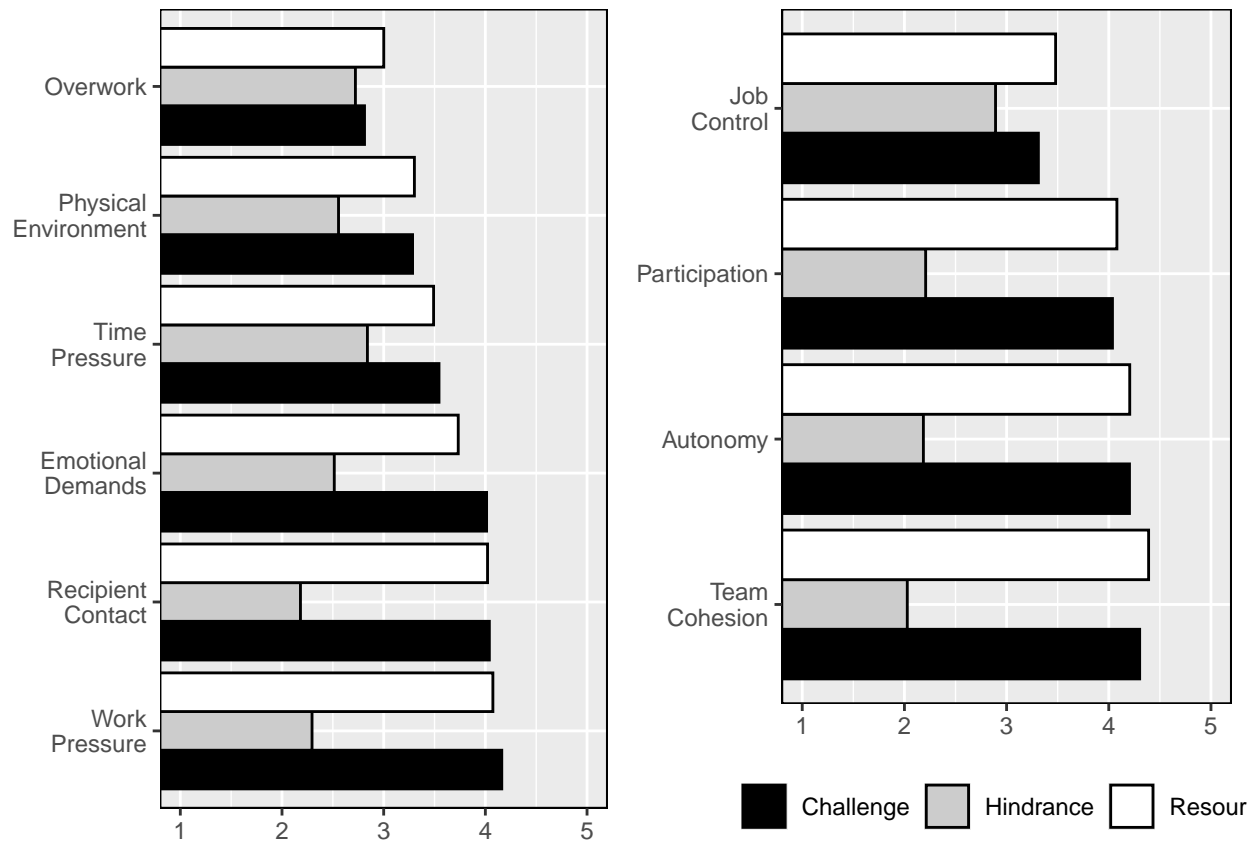 Overwork
Physical
Environment
Time
Pressure
Emotional
Demands
Recipient
Contact
Work
Pressure
1 2 3 4 5
Job
Control
Participation
Autonomy
Team
Cohesion
1 2 3 4 5
Challenge Hindrance Resour